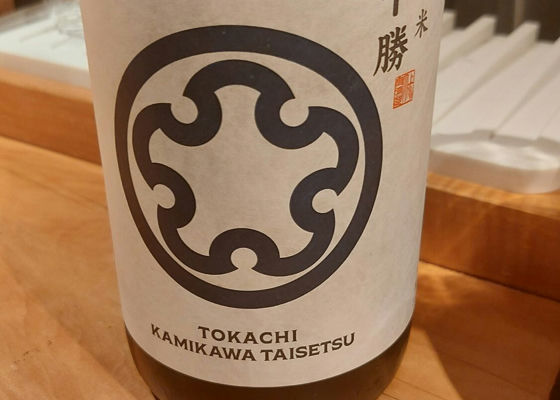 勝
米
TOKACHI
KAMIKAWA TAISETSU